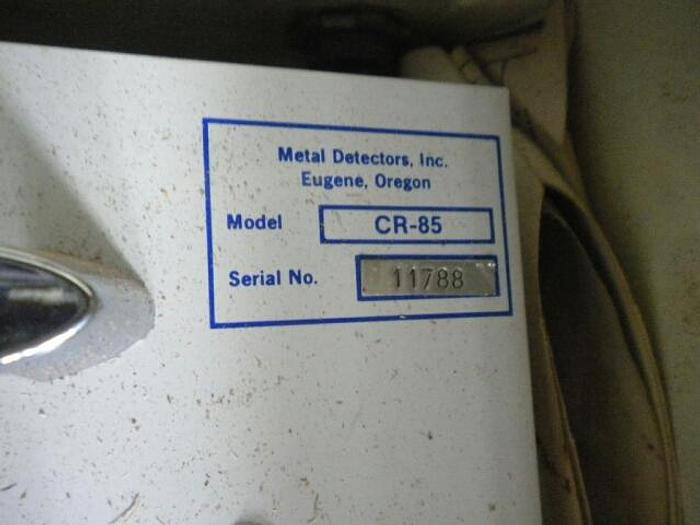 Metal Detectors, Inc.
Eugene, Oregon
Model CR-85
Serial No. 11788